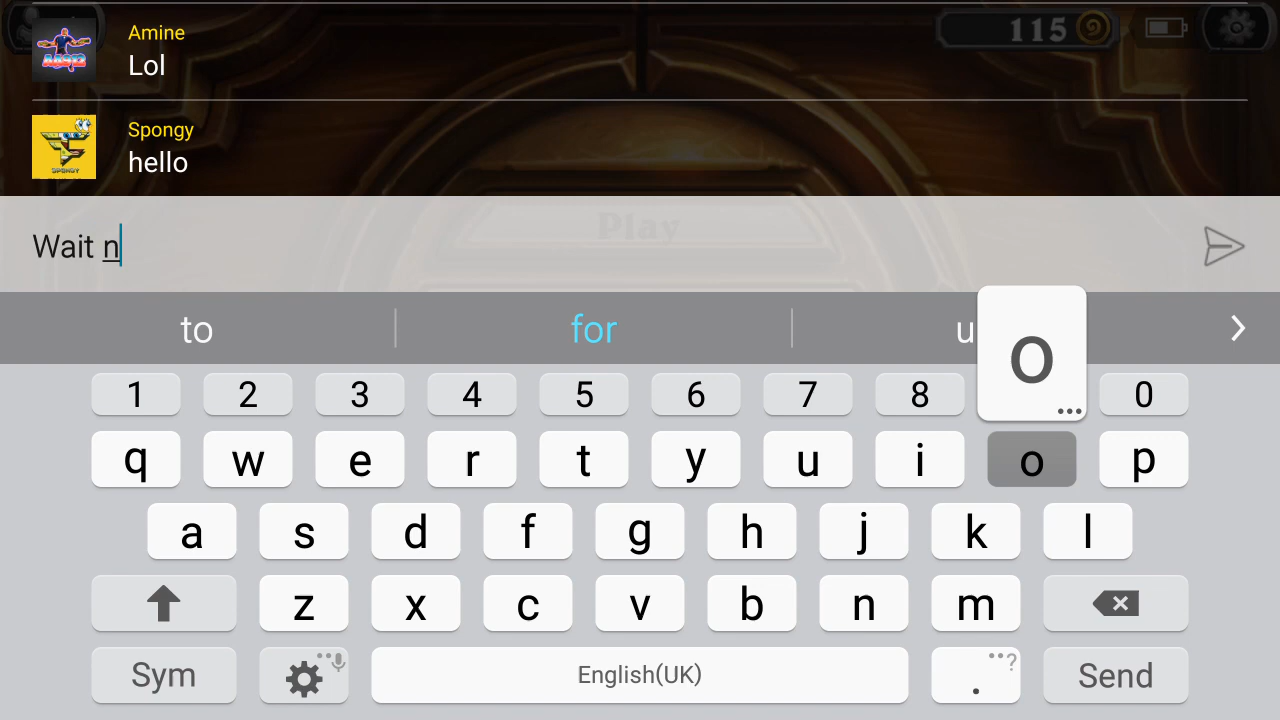 Amine
Lol
115
Spongy
hello
SPONGY
Play
Wait n
to for u
o
1 2 3 4 5 6 7 8 0
q w e r t y u i o p
a s d f g h j k l
z x c v b n m
Sym English(UK) ? . Send